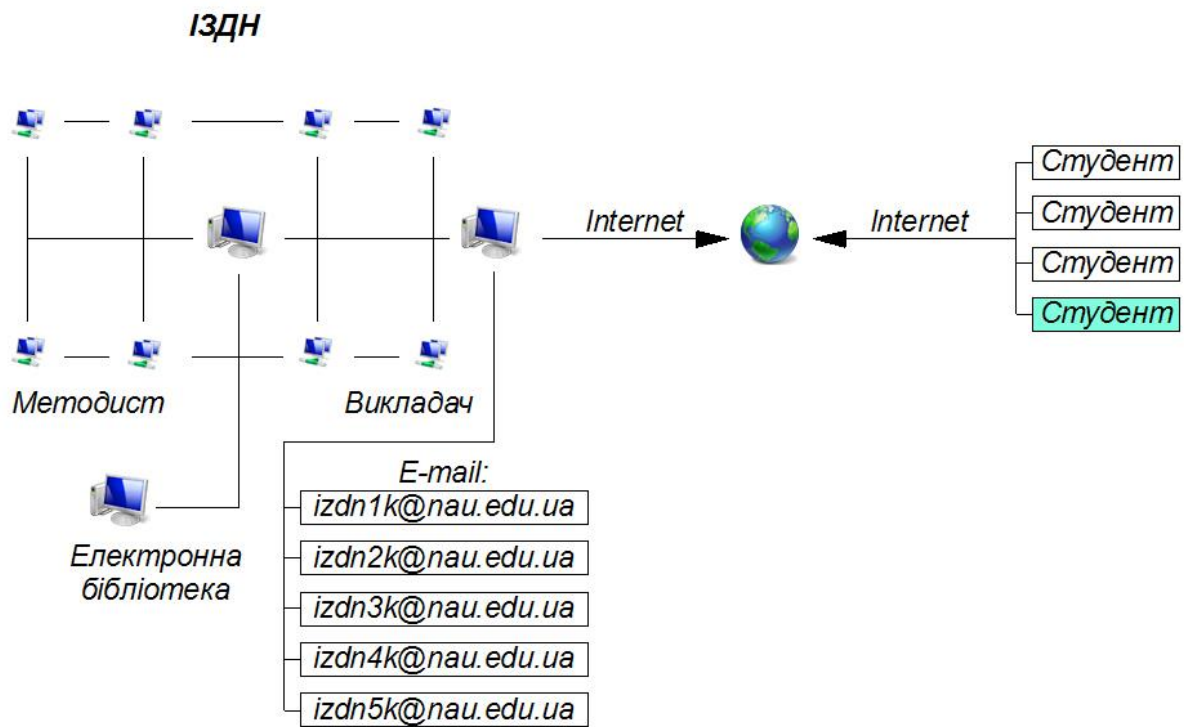 ІЗДН
Internet
Internet
Студент
Студент
Студент
Студент
Методист
Викладач
Електронна
бібліотека
E-mail:
izdn1k@nau.edu.ua
izdn2k@nau.edu.ua
izdn3k@nau.edu.ua
izdn4k@nau.edu.ua
izdn5k@nau.edu.ua